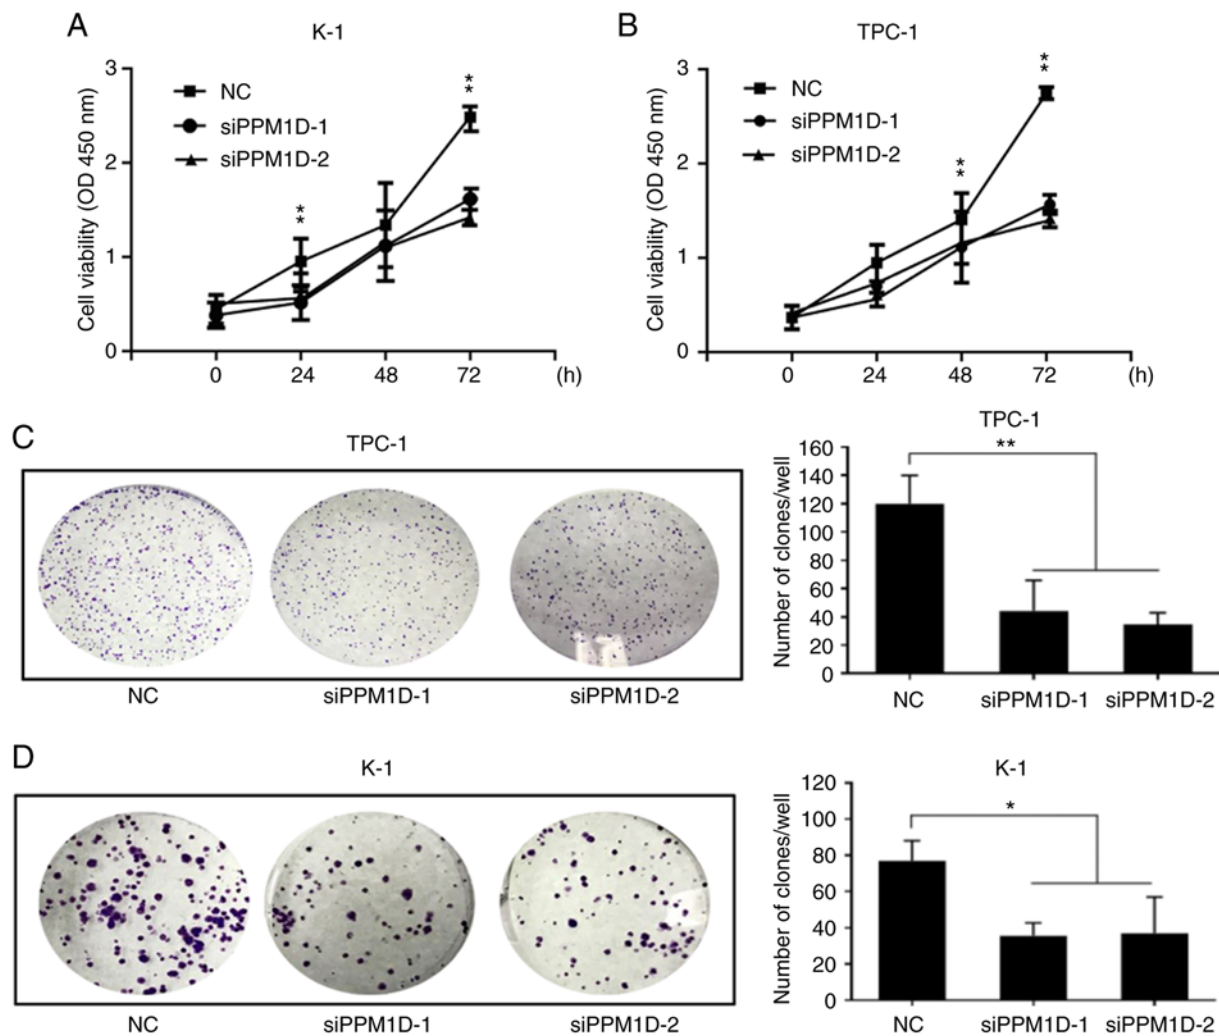 A
K-1
Cell viability (OD 450 nm)
3
2
1
0
NC
siPPM1D-1
siPPM1D-2
**
**
0 24 48 72 (h)
B
TPC-1
Cell viability (OD 450 nm)
3
2
1
0
NC
siPPM1D-1
siPPM1D-2
**
**
0 24 48 72 (h)
C
TPC-1
NC siPPM1D-1 siPPM1D-2
TPC-1
Number of clones/well
160
140
120
100
80
60
40
20
0
**
NC siPPM1D-1 siPPM1D-2
D
K-1
NC siPPM1D-1 siPPM1D-2
K-1
Number of clones/well
120
100
80
60
40
20
0
*
NC siPPM1D-1 siPPM1D-2